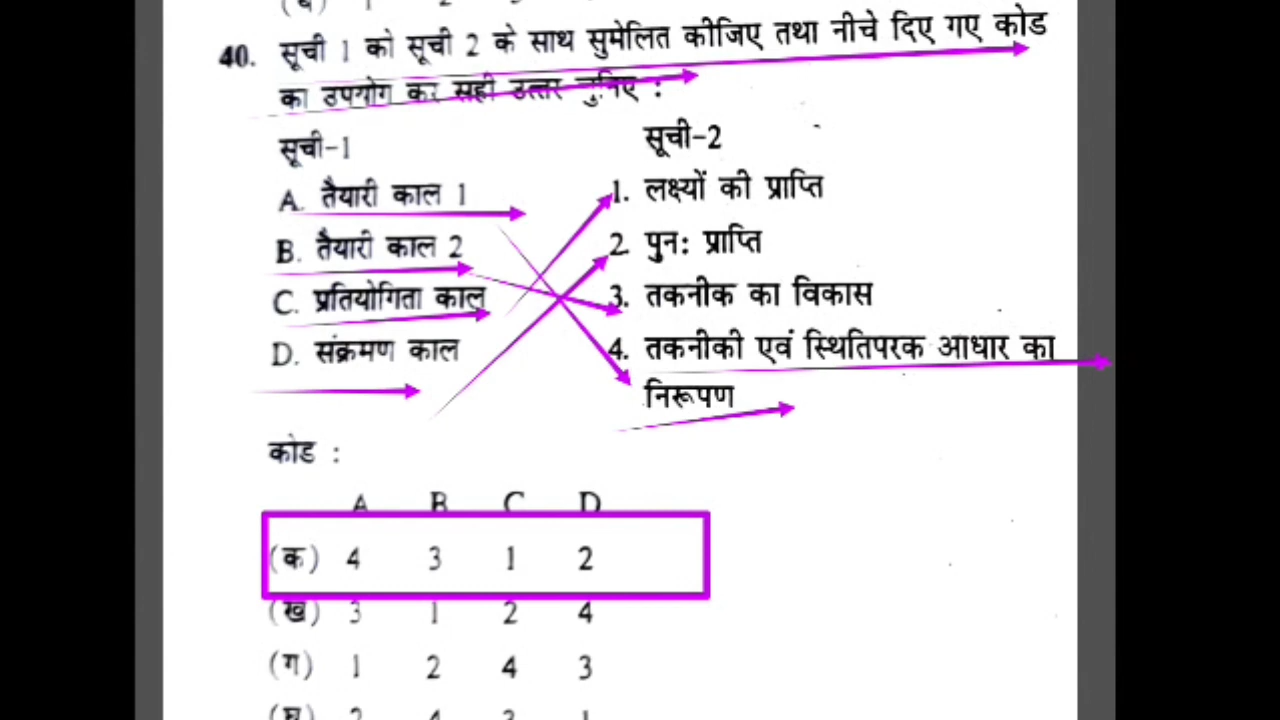 40. सूची 1 को सूची 2 के साथ सुमेलित कीजिए तथा नीचे दिए गए कोड
का उपयोग कर सही उत्तर चुनिए :
सूची-1
सूची-2
A. तैयारी काल 1
1. लक्ष्यों की प्राप्ति
B. तैयारी काल 2
2. पुन: प्राप्ति
C. प्रतियोगिता काल
3. तकनीक का विकास
D. संक्रमण काल
4. तकनीकी एवं स्थितिपरक आधार का
निरूपण
कोड :
A B C D
(क) 4 3 1 2
(ख) 3 1 2 4
(ग) 1 2 4 3